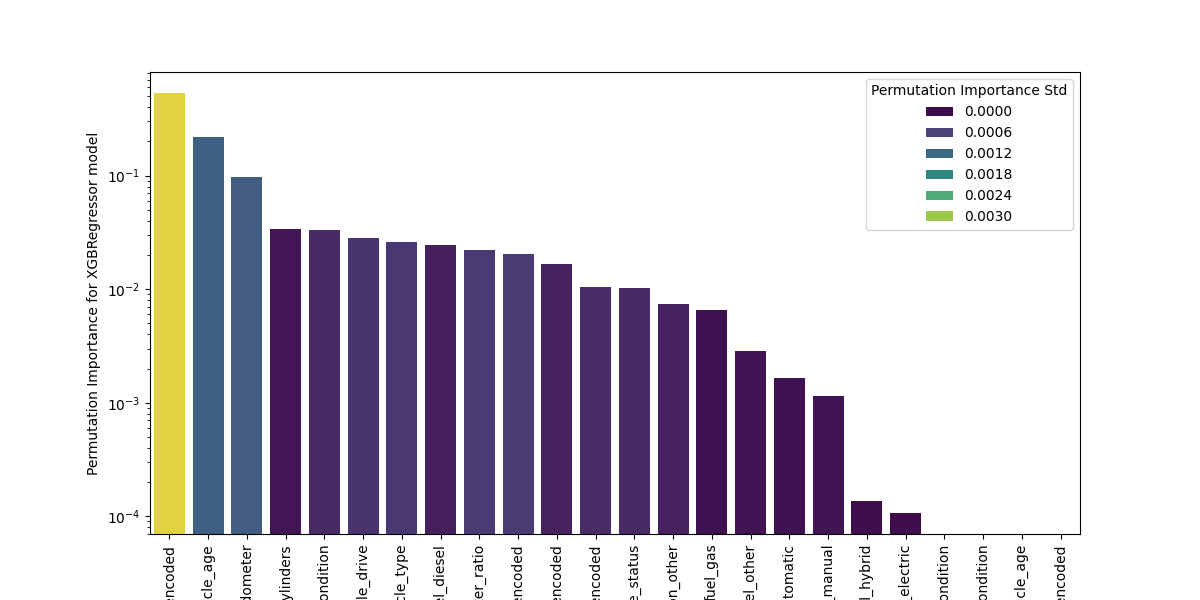 Permutation Importance for XGBRegressor model
10^-1
10^-2
10^-3
10^-4
Permutation Importance Std
0.0000
0.0006
0.0012
0.0018
0.0024
0.0030
encoded
cle_age
dometer
ylinders
ondition
le_drive
cle_type
el_diesel
er_ratio
encoded
encoded
encoded
e_status
on_other
fuel_gas
el_other
tomatic
_manual
l_hybrid
_electric
ondition
ondition
cle_age
encoded